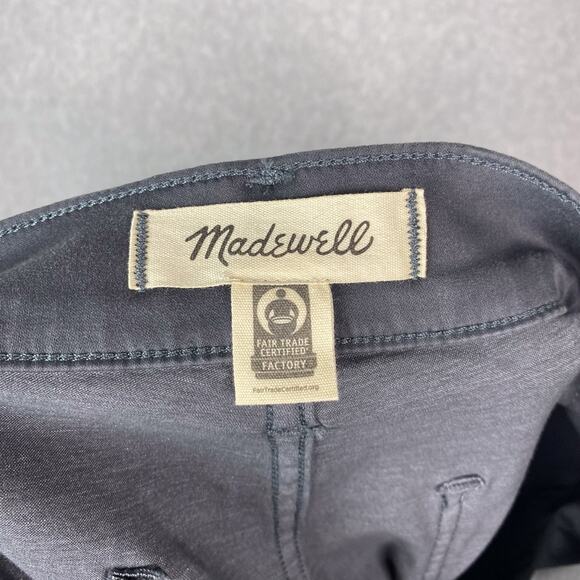 Madewell
FAIR TRADE
CERTIFIED
FACTORY
FairTradeCertified.org